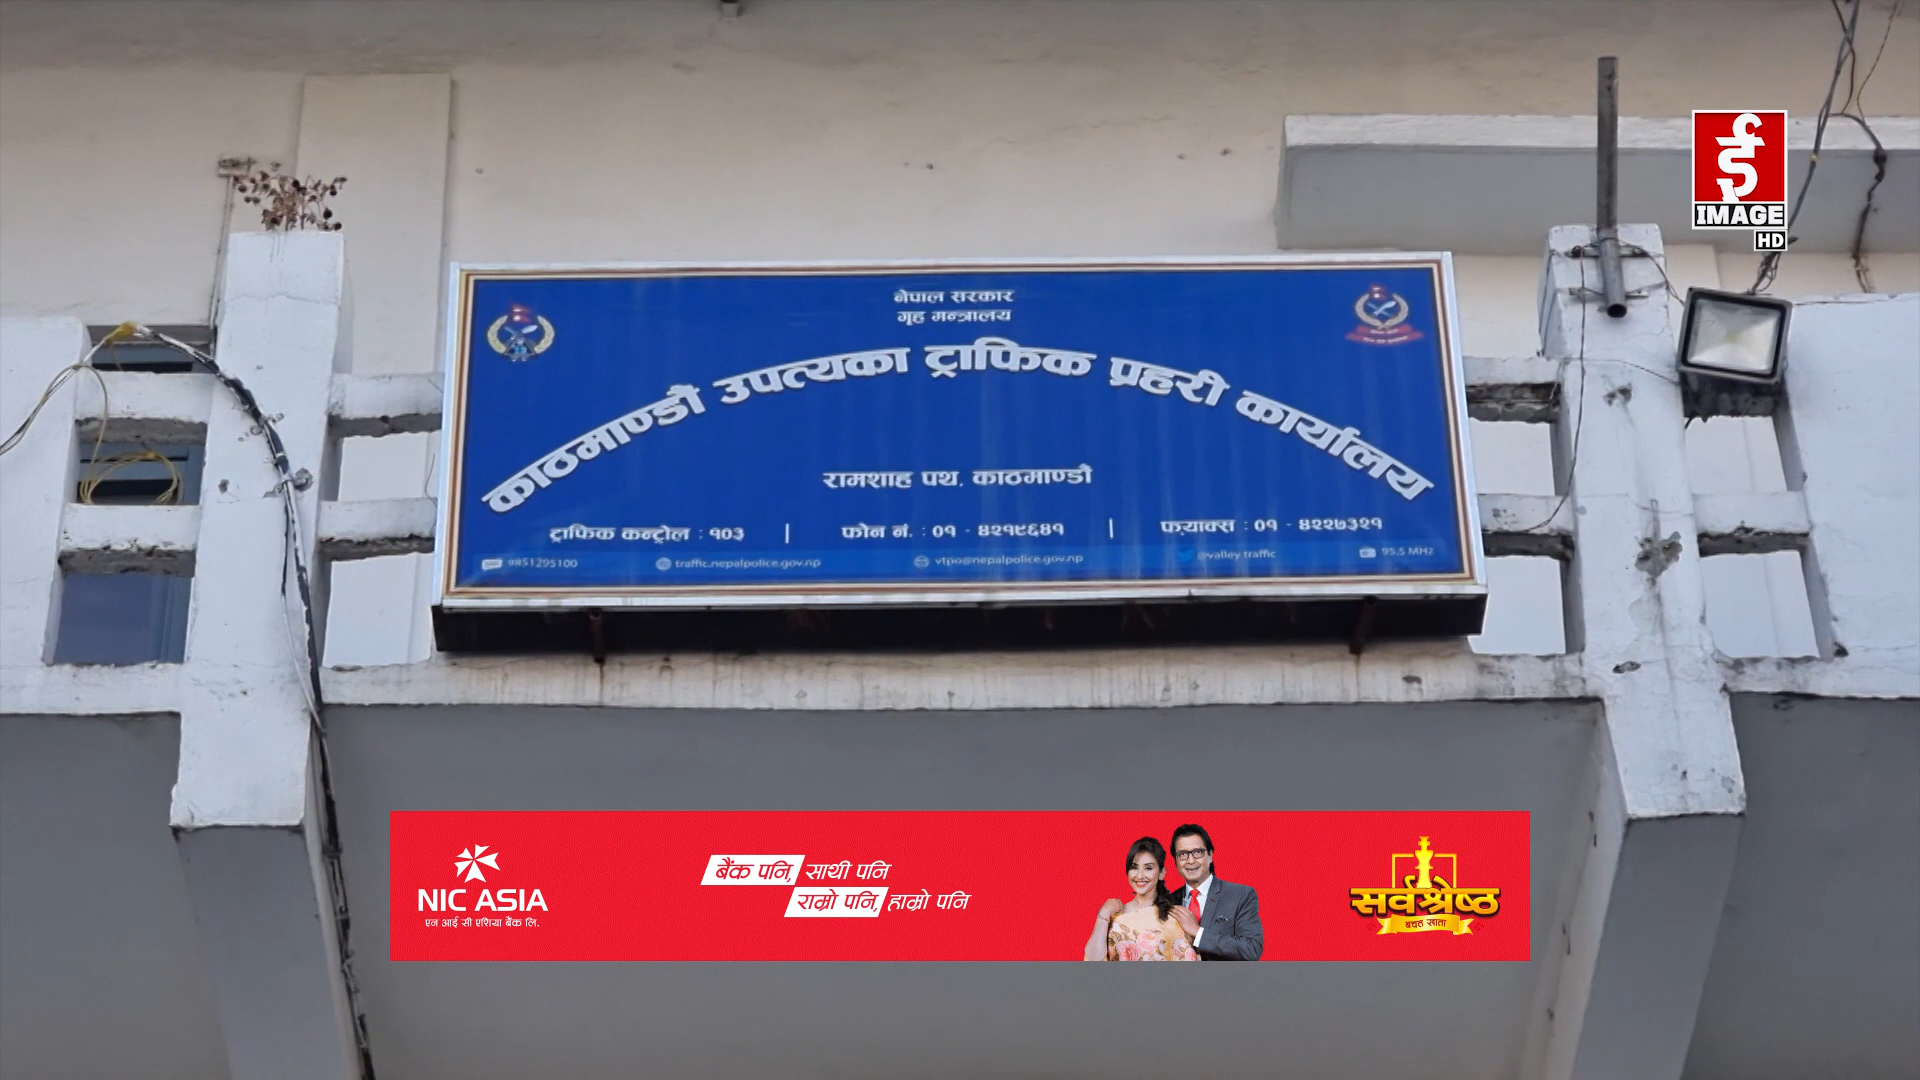 नेपाल सरकार
गृह मन्त्रालय
काठमाण्डौं उपत्यका ट्राफिक प्रहरी कार्यालय
रामशाह पथ, काठमाण्डौं
ट्राफिक कन्ट्रोल : १०३ | फोन नं. : ०१ - ४२१९६४१ | फ्याक्स : ०१ - ४२२७३२१
9851295100 traffic.nepalpolice.gov.np vtpo@nepalpolice.gov.np @valley traffic 95.5 MHz
IMAGE
HD
NIC ASIA
एन आई सी एशिया बैंक लि.
बैंक पनि, साथी पनि
राम्रो पनि, हाम्रो पनि
सर्वश्रेष्ठ
बचत खाता